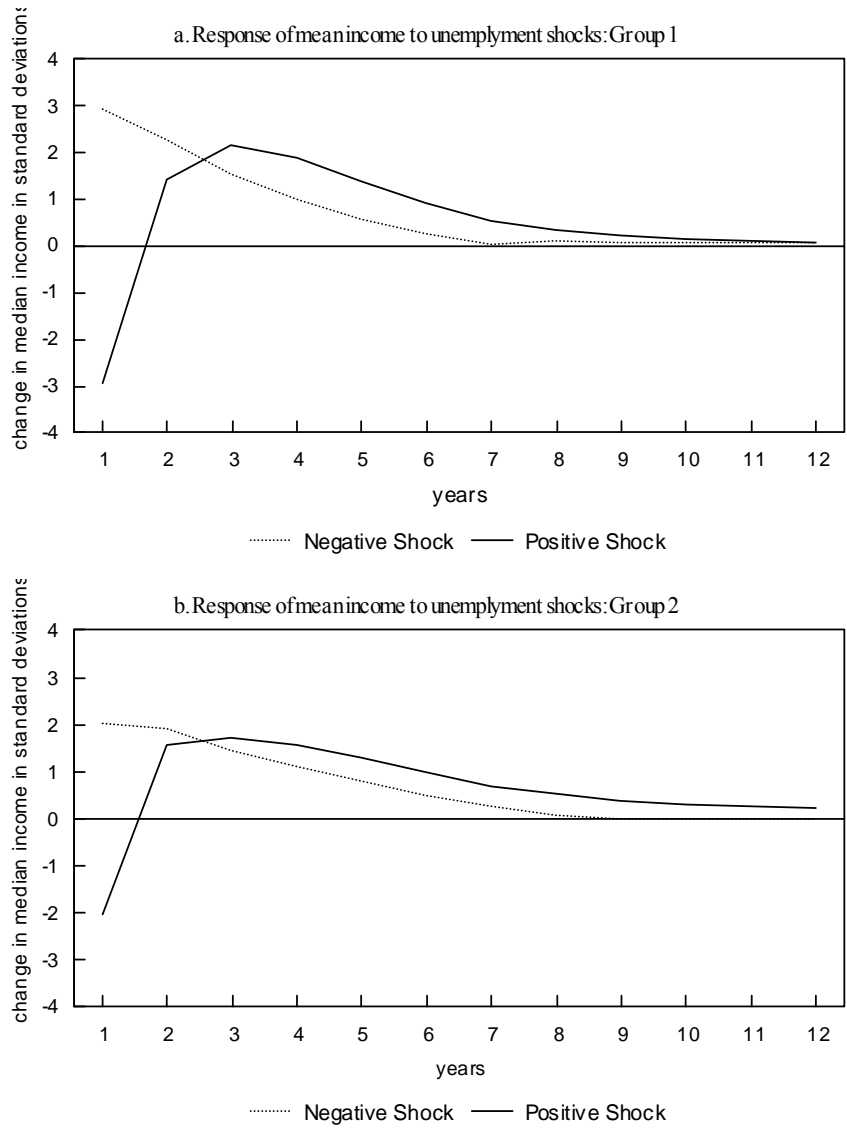 a. Response of mean income to unemplyment shocks: Group 1
change in median income in standard deviations
4
3
2
1
0
-1
-2
-3
-4
1 2 3 4 5 6 7 8 9 10 11 12
years
Negative Shock Positive Shock
b. Response of mean income to unemplyment shocks: Group 2
change in median income in standard deviations
4
3
2
1
0
-1
-2
-3
-4
1 2 3 4 5 6 7 8 9 10 11 12
years
Negative Shock Positive Shock